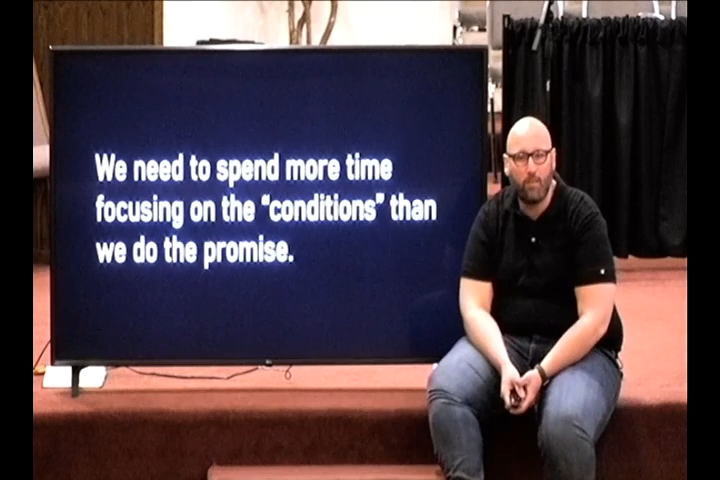 We need to spend more time
focusing on the “conditions” than
we do the promise.